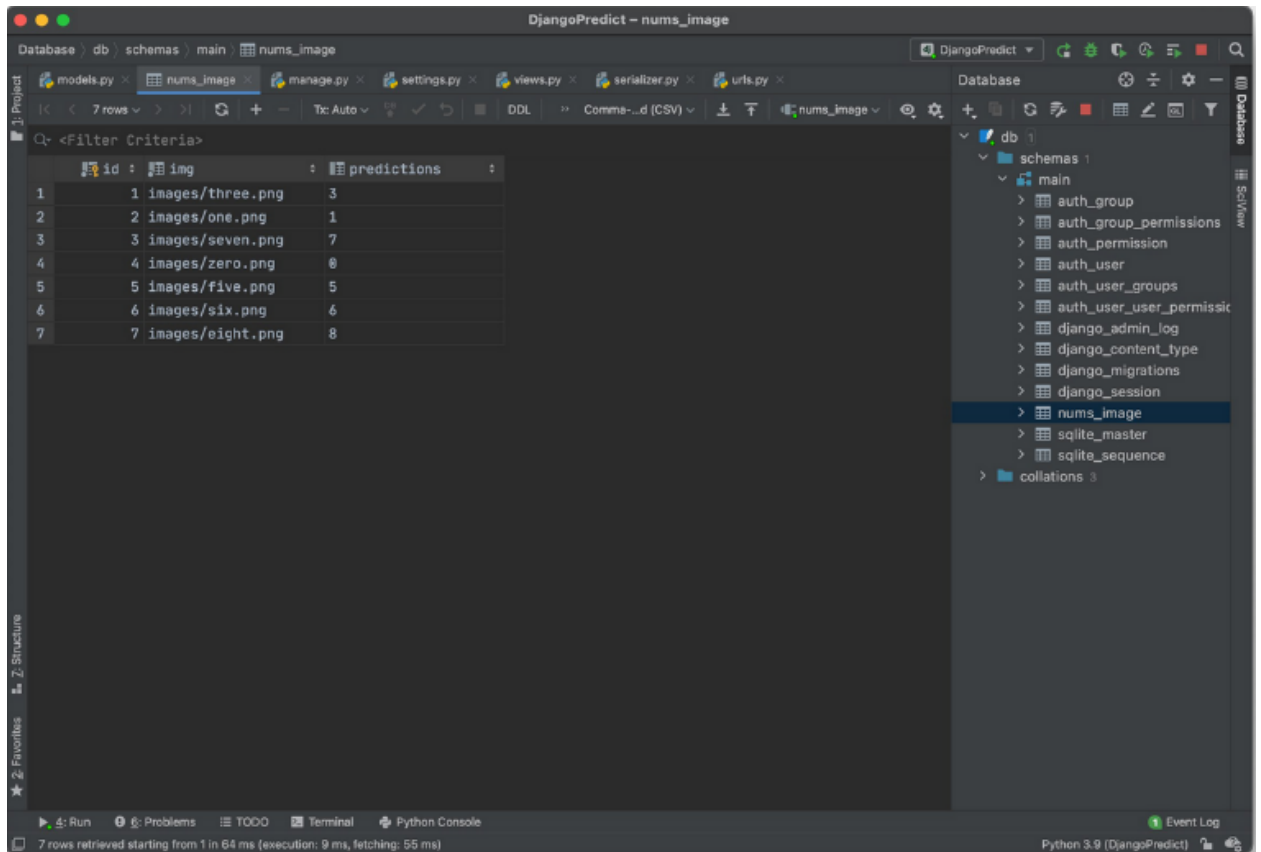 DjangoPredict – nums_image
Database db schemas main nums_image DjangoPredict
models.py nums_image manage.py settings.py views.py serializer.py urls.py Database
7 rows Tx: Auto DDL Comma-...d (CSV) nums_image
<Filter Criteria>
id img predictions
1 1 images/three.png 3
2 2 images/one.png 1
3 3 images/seven.png 7
4 4 images/zero.png 0
5 5 images/five.png 5
6 6 images/six.png 6
7 7 images/eight.png 8
db 1
schemas 1
main
auth_group
auth_group_permissions
auth_permission
auth_user
auth_user_groups
auth_user_user_permissic
django_admin_log
django_content_type
django_migrations
django_session
nums_image
sqlite_master
sqlite_sequence
collations 3
1: Project
Z: Structure
2: Favorites
Database
SciView
4: Run 6: Problems TODO Terminal Python Console 1 Event Log
7 rows retrieved starting from 1 in 64 ms (execution: 9 ms, fetching: 55 ms) Python 3.9 (DjangoPredict)